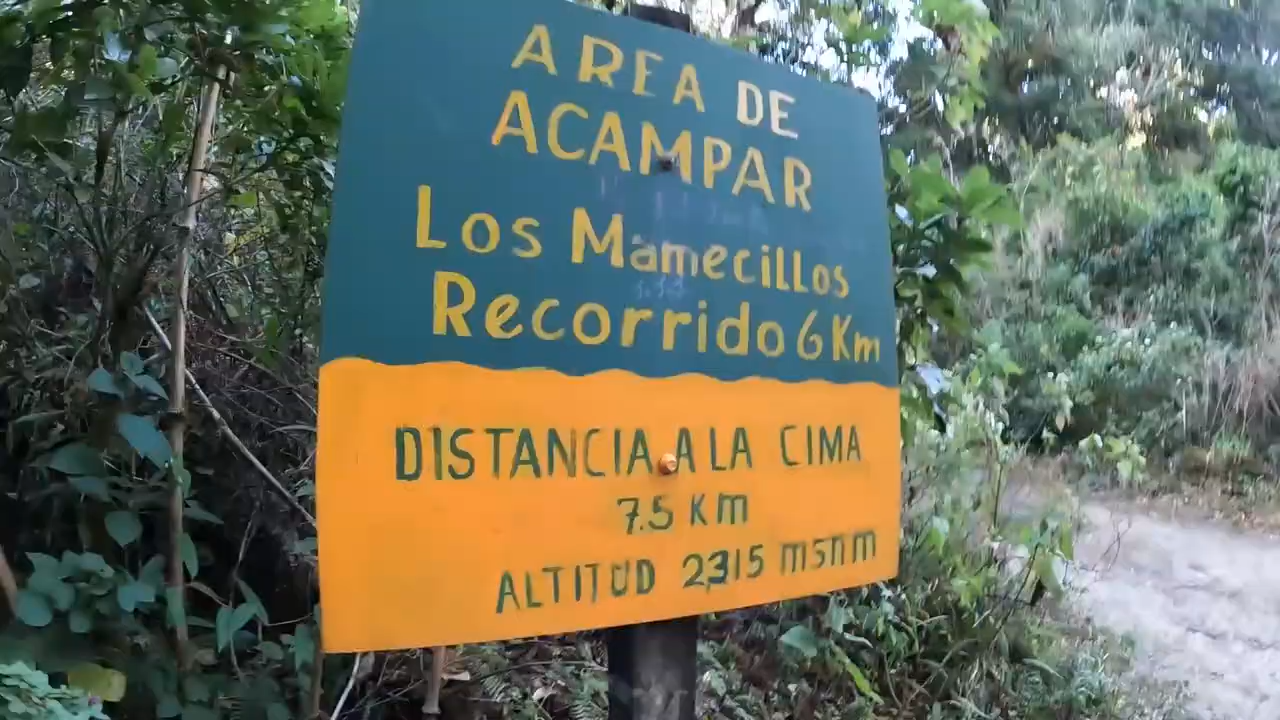 AREA DE
ACAMPAR
Los Mamecillos
Recorrido 6 Km
DISTANCIA A LA CIMA
7.5 Km
ALTITUD 2315 msnm